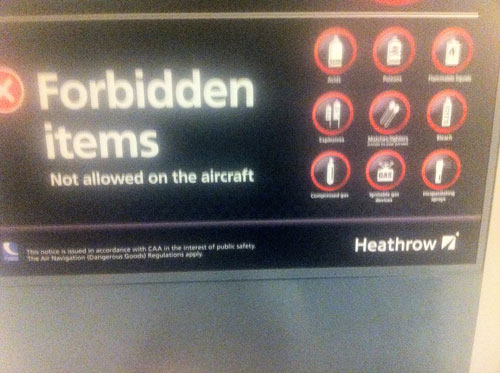 Forbidden
items
Not allowed on the aircraft
Acids
Poisons
Flammable liquids
Explosives
Matches/lighters
Bleach
Compressed gas
Sprayable gas
devices
Incapacitating
sprays
GAS
This notice is issued in accordance with CAA in the interest of public safety.
The Air Navigation (Dangerous Goods) Regulations apply.
Heathrow